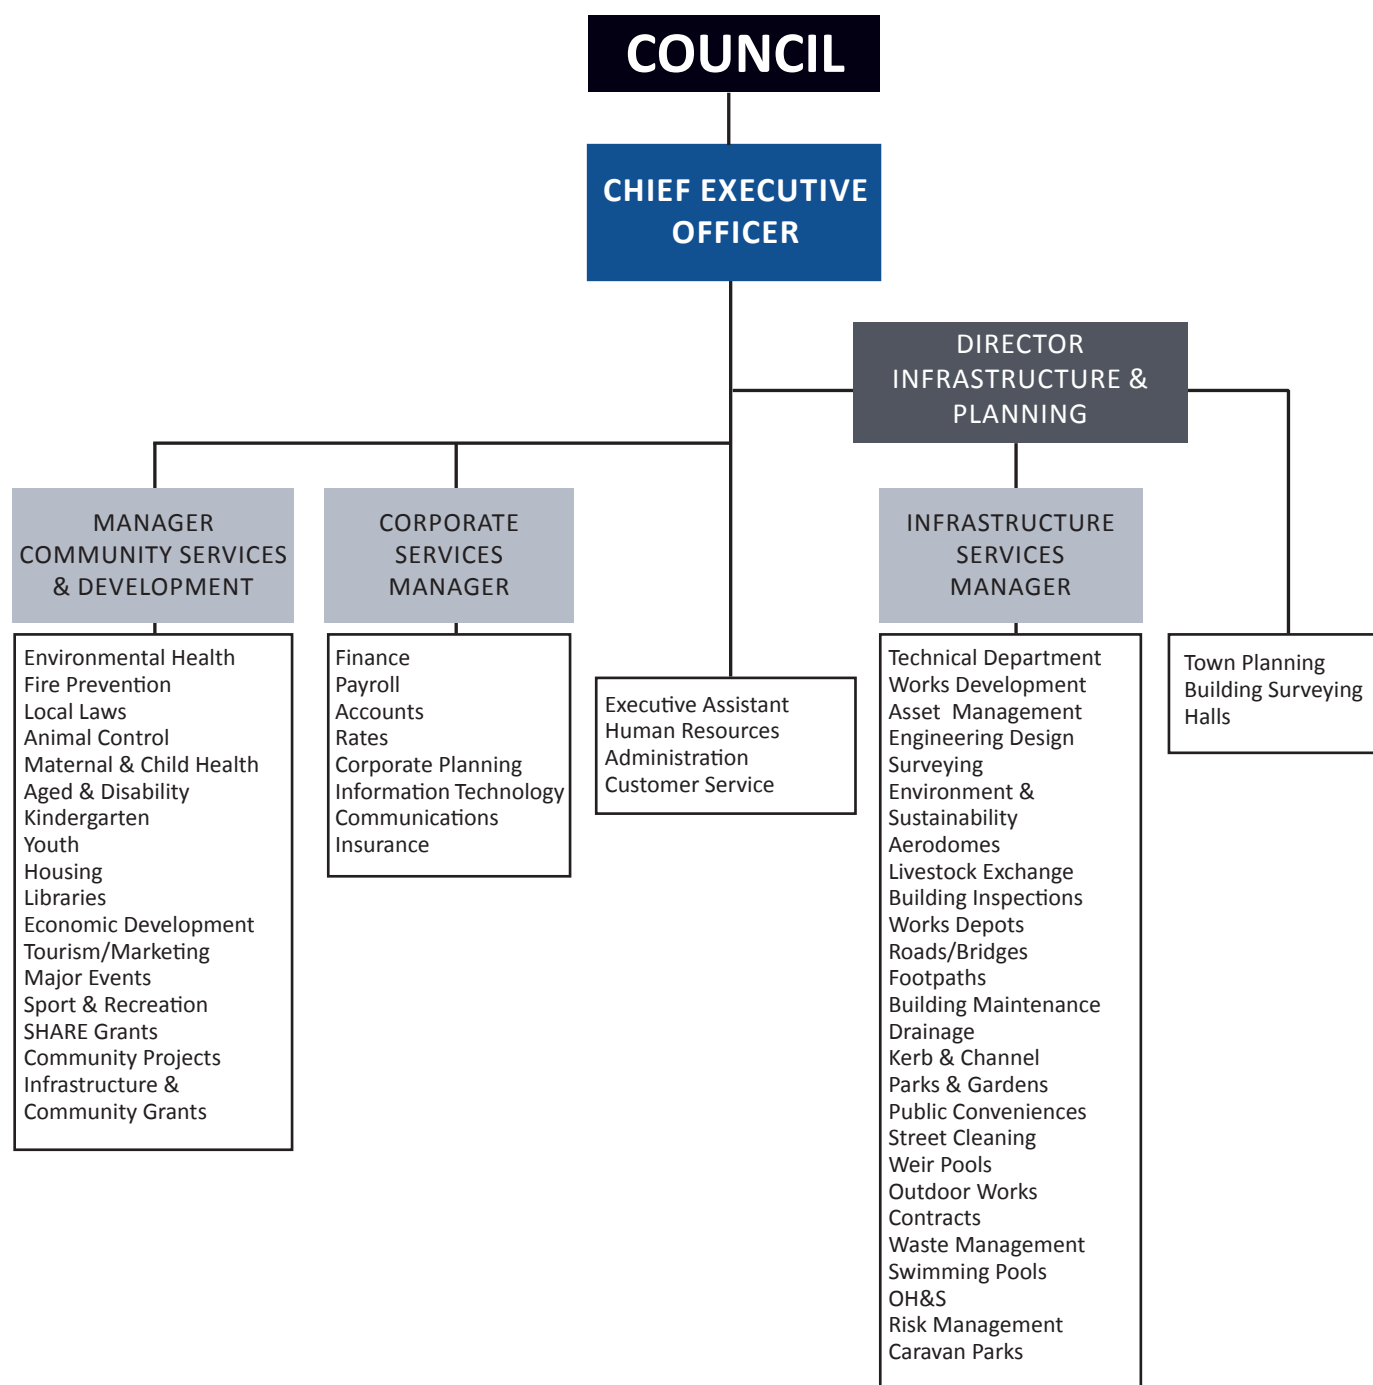 COUNCIL
CHIEF EXECUTIVE
OFFICER
DIRECTOR
INFRASTRUCTURE &
PLANNING
MANAGER
COMMUNITY SERVICES
& DEVELOPMENT
CORPORATE
SERVICES
MANAGER
INFRASTRUCTURE
SERVICES
MANAGER
Environmental Health
Fire Prevention
Local Laws
Animal Control
Maternal & Child Health
Aged & Disability
Kindergarten
Youth
Housing
Libraries
Economic Development
Tourism/Marketing
Major Events
Sport & Recreation
SHARE Grants
Community Projects
Infrastructure &
Community Grants
Finance
Payroll
Accounts
Rates
Corporate Planning
Information Technology
Communications
Insurance
Executive Assistant
Human Resources
Administration
Customer Service
Technical Department
Works Development
Asset  Management
Engineering Design
Surveying
Environment &
Sustainability
Aerodomes
Livestock Exchange
Building Inspections
Works Depots
Roads/Bridges
Footpaths
Building Maintenance
Drainage
Kerb & Channel
Parks & Gardens
Public Conveniences
Street Cleaning
Weir Pools
Outdoor Works
Contracts
Waste Management
Swimming Pools
OH&S
Risk Management
Caravan Parks
Town Planning
Building Surveying
Halls